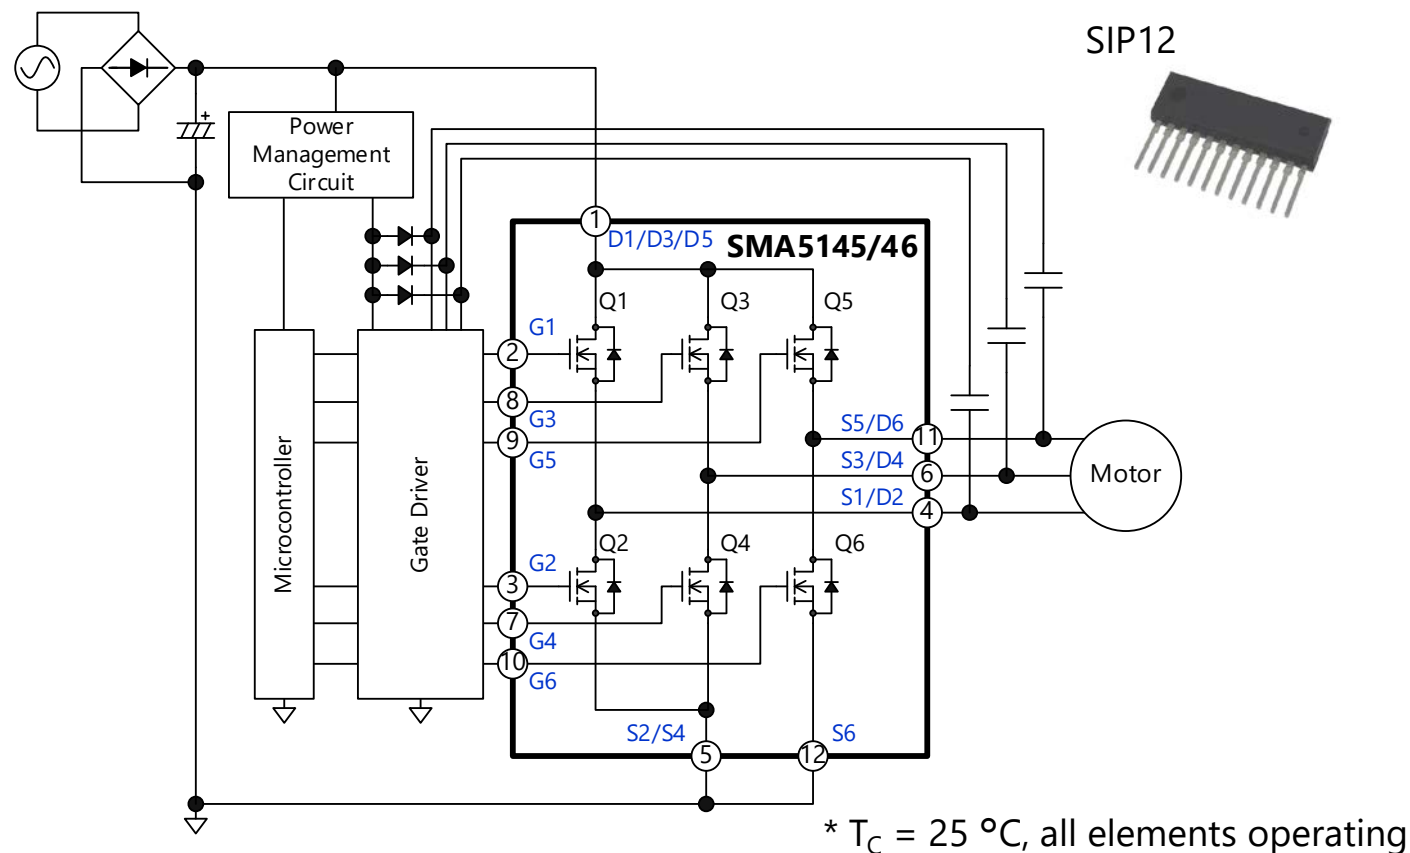 SIP12
Power
Management
Circuit
+
1
D1/D3/D5
SMA5145/46
Q1
Q3
Q5
G1
2
8
G3
9
G5
S5/D6
11
S3/D4
6
S1/D2
4
Motor
Microcontroller
Gate Driver
Q2
Q4
Q6
G2
3
7
G4
10
G6
S2/S4
5
S6
12
* TC = 25 °C, all elements operating